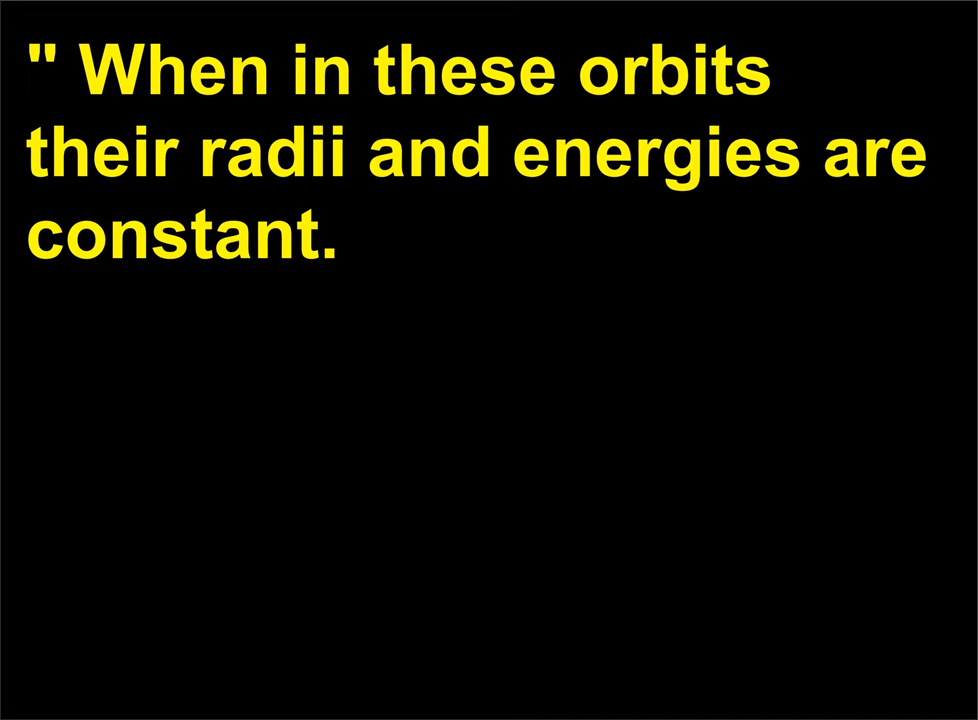 " When in these orbits
their radii and energies are
constant.